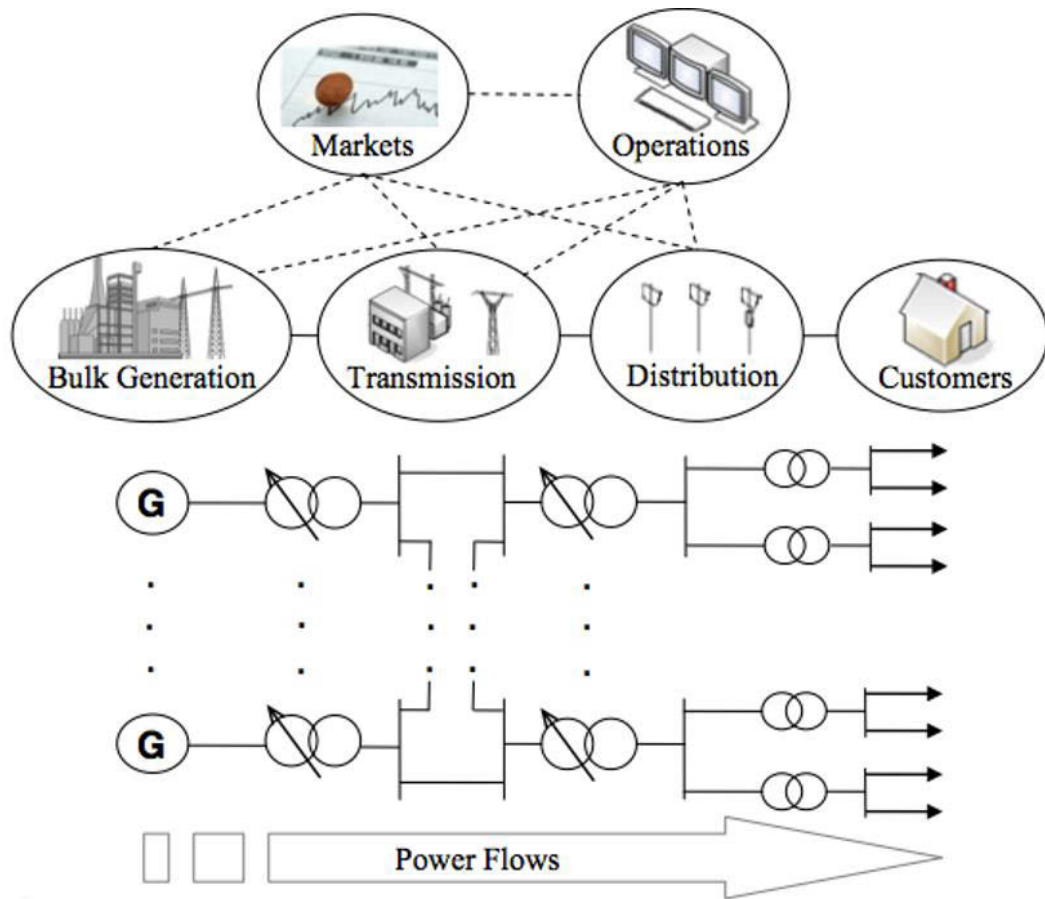 Markets
Operations
Bulk Generation
Transmission
Distribution
Customers
G
G
Power Flows